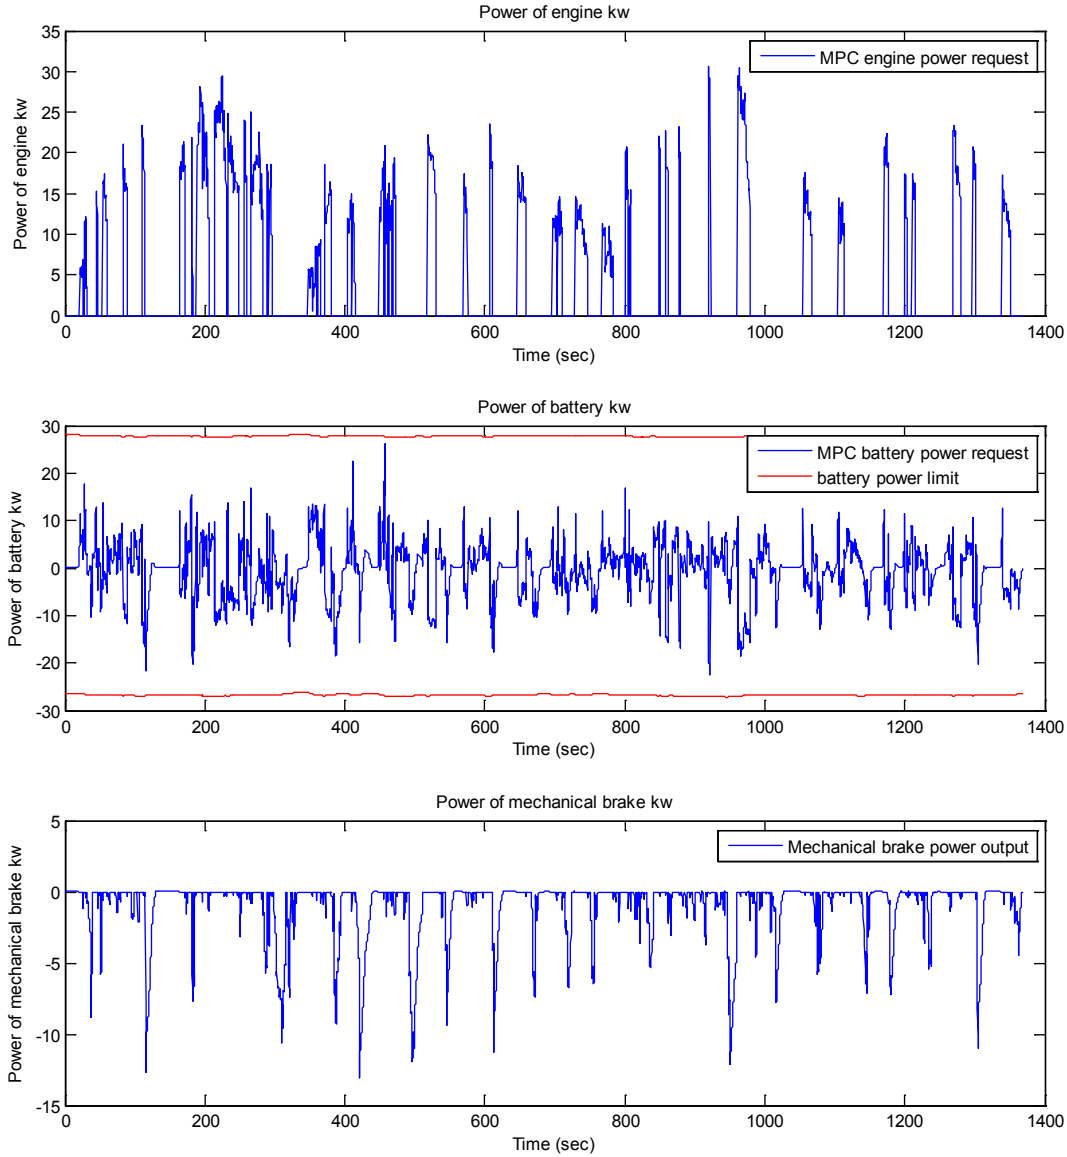 Power of engine kw
35
30
25
20
15
10
5
0
Power of engine kw
MPC engine power request
0 200 400 600 800 1000 1200 1400
Time (sec)
Power of battery kw
30
20
10
0
-10
-20
-30
Power of battery kw
MPC battery power request
battery power limit
0 200 400 600 800 1000 1200 1400
Time (sec)
Power of mechanical brake kw
5
0
-5
-10
-15
Power of mechanical brake kw
Mechanical brake power output
0 200 400 600 800 1000 1200 1400
Time (sec)